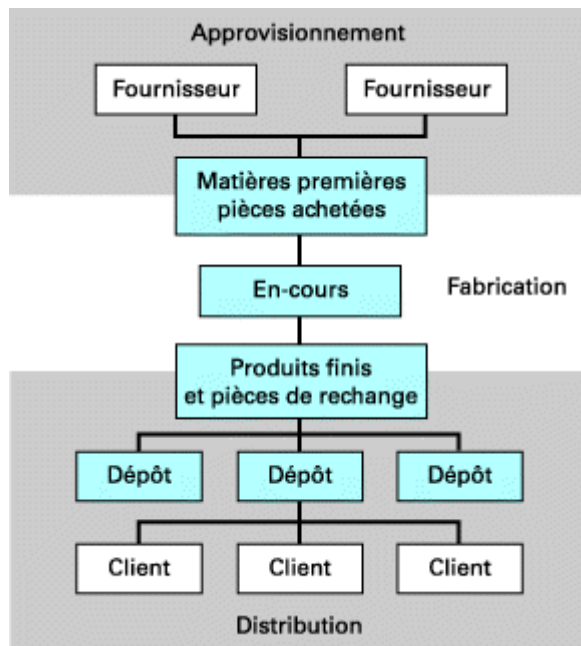 Approvisionnement
Fournisseur Fournisseur
Matières premières
pièces achetées
En-cours
Fabrication
Produits finis
et pièces de rechange
Dépôt Dépôt Dépôt
Client Client Client
Distribution